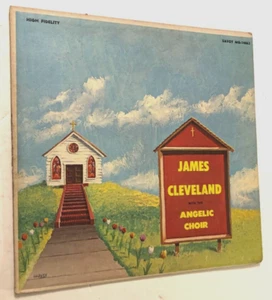 HIGH FIDELITY
JAMES
CLEVELAND
ANGELIC
CHOIR